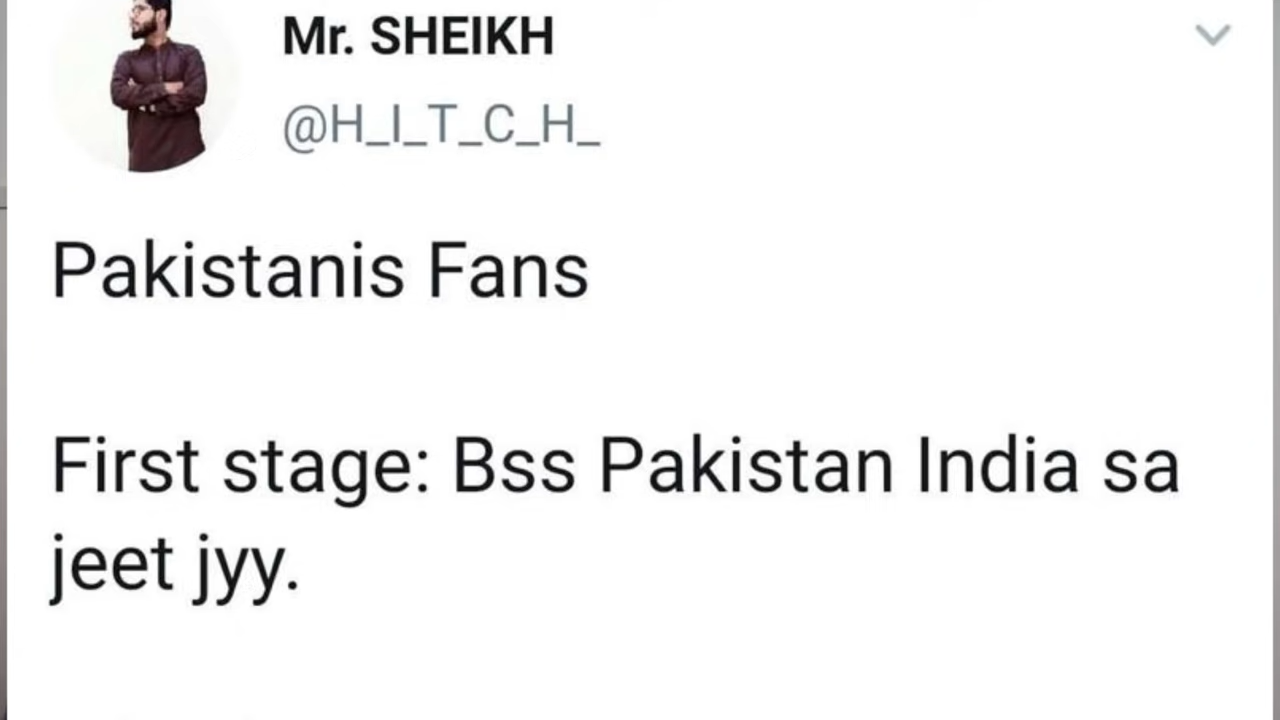 Mr. SHEIKH
@H_I_T_C_H_
Pakistanis Fans
First stage: Bss Pakistan India sa
jeet jyy.